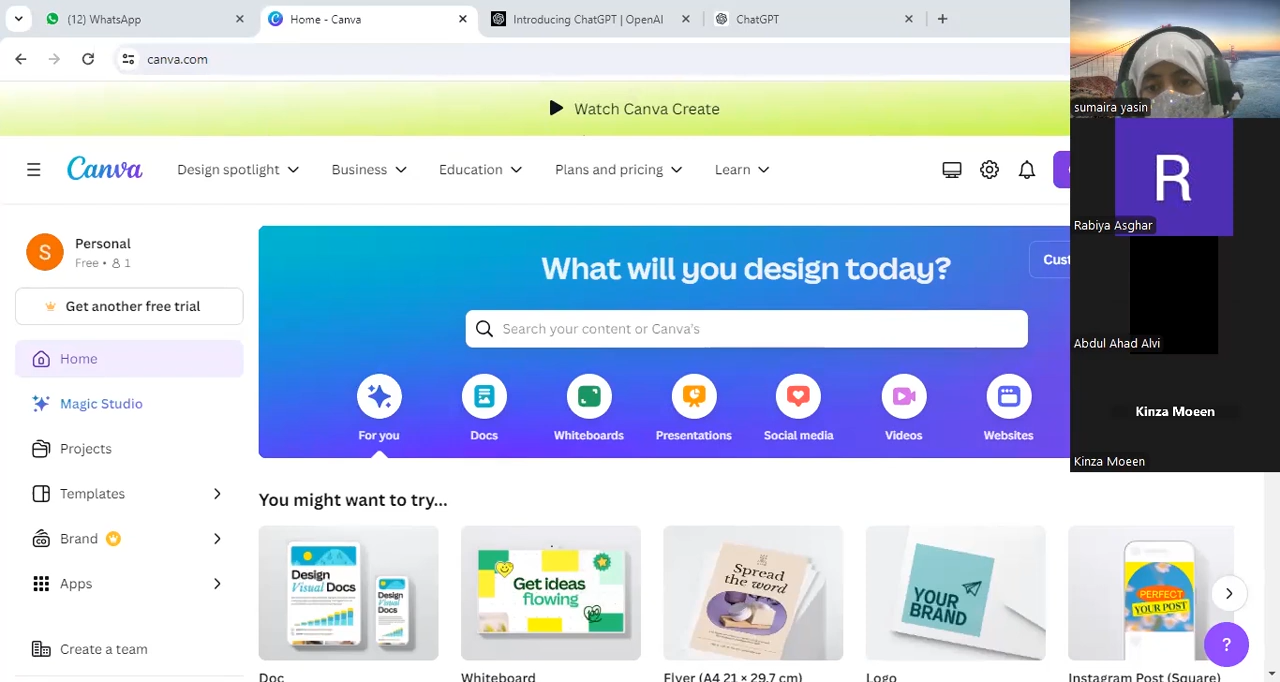 (12) WhatsApp
Home - Canva
Introducing ChatGPT | OpenAI
ChatGPT
canva.com
Watch Canva Create
Canva
Design spotlight
Business
Education
Plans and pricing
Learn
S
Personal
Free • 1
Get another free trial
Home
Magic Studio
Projects
Templates
Brand
Apps
Create a team
What will you design today?
Cust
Search your content or Canva's
For you
Docs
Whiteboards
Presentations
Social media
Videos
Websites
You might want to try...
Design
Visual Docs
Design
Visual
Docs
Get ideas
flowing
Spread
the word
YOUR
BRAND
PERFECT
YOUR POST
Doc
Whiteboard
Flyer (A4 21 × 29.7 cm)
Logo
Instagram Post (Square)
?
sumaira yasin
R
Rabiya Asghar
Abdul Ahad Alvi
Kinza Moeen
Kinza Moeen